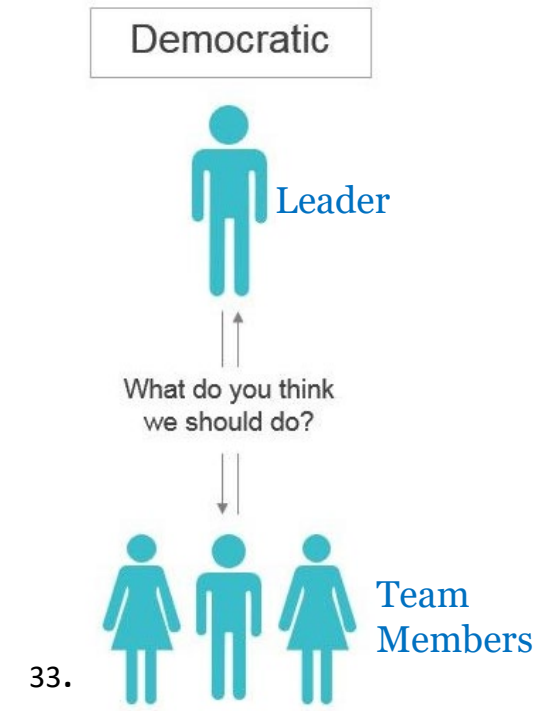 Democratic
Leader
What do you think
we should do?
Team
Members
33.